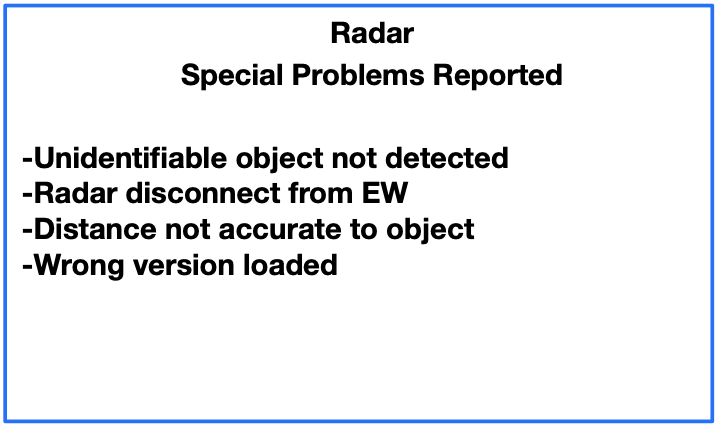 Radar
Special Problems Reported
-Unidentifiable object not detected
-Radar disconnect from EW
-Distance not accurate to object
-Wrong version loaded